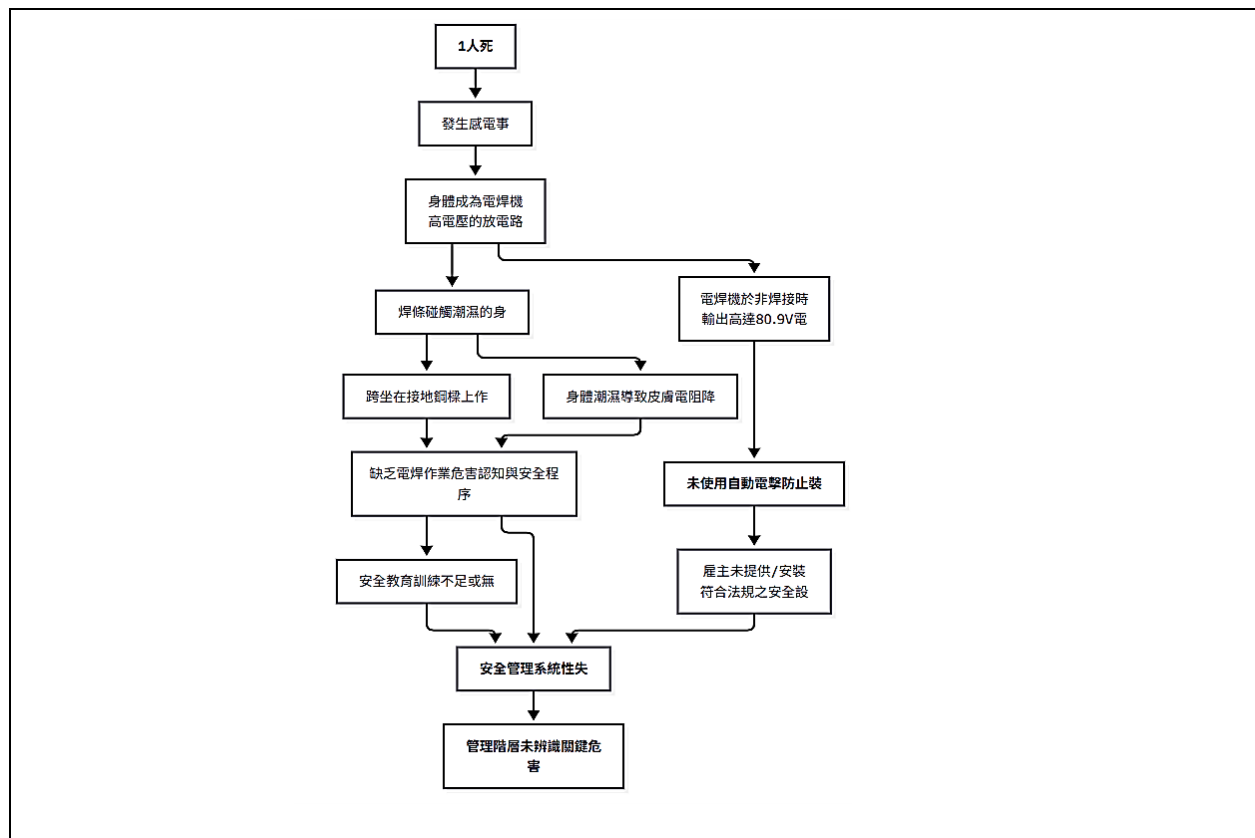 1人死
發生感電事
身體成為電焊機
高電壓的放電路
焊條碰觸潮濕的身
電焊機於非焊接時
輸出高達80.9V電
跨坐在接地鋼樑上作
身體潮濕導致皮膚電阻降
缺乏電焊作業危害認知與安全程
序
未使用自動電擊防止裝
安全教育訓練不足或無
雇主未提供/安裝
符合法規之安全設
安全管理系統性失
管理階層未辨識關鍵危
害